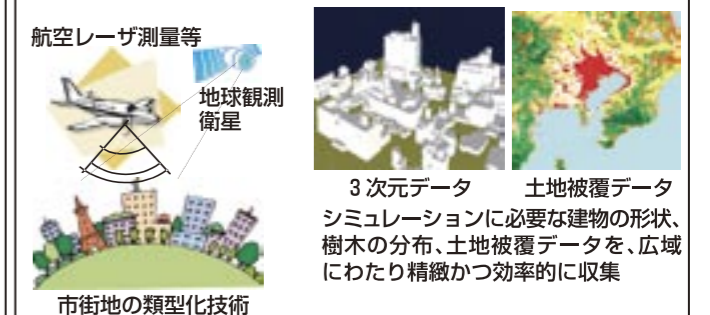 航空レーザ測量等
地球観測
衛星
市街地の類型化技術
3次元データ
土地被覆データ
シミュレーションに必要な建物の形状、
樹木の分布、土地被覆データを、広域
にわたり精緻かつ効率的に収集